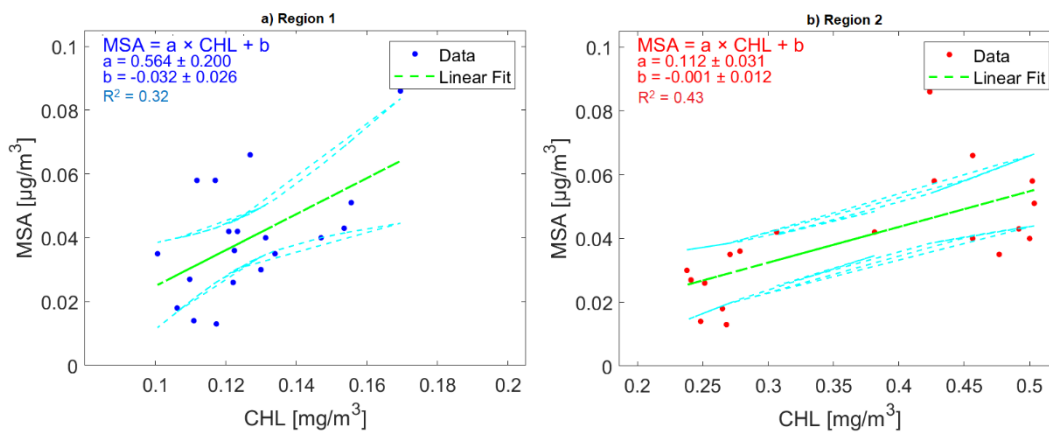 a) Region 1
MSA = a × CHL + b
a = 0.564 ± 0.200
b = -0.032 ± 0.026
R² = 0.32
Data
Linear Fit
0.1
0.08
0.06
0.04
0.02
0
MSA [µg/m³]
0.1
0.12
0.14
0.16
0.18
0.2
CHL [mg/m³]
b) Region 2
MSA = a × CHL + b
a = 0.112 ± 0.031
b = -0.001 ± 0.012
R² = 0.43
Data
Linear Fit
0.1
0.08
0.06
0.04
0.02
0
MSA [µg/m³]
0.2
0.25
0.3
0.35
0.4
0.45
0.5
CHL [mg/m³]